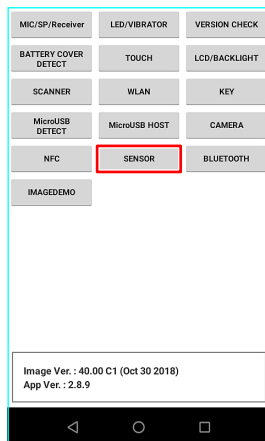 MIC/SP/Receiver LED/VIBRATOR VERSION CHECK
BATTERY COVER DETECT TOUCH LCD/BACKLIGHT
SCANNER WLAN KEY
MicroUSB DETECT MicroUSB HOST CAMERA
NFC SENSOR BLUETOOTH
IMAGEDEMO
Image Ver. : 40.00 C1 (Oct 30 2018)
App Ver. : 2.8.9